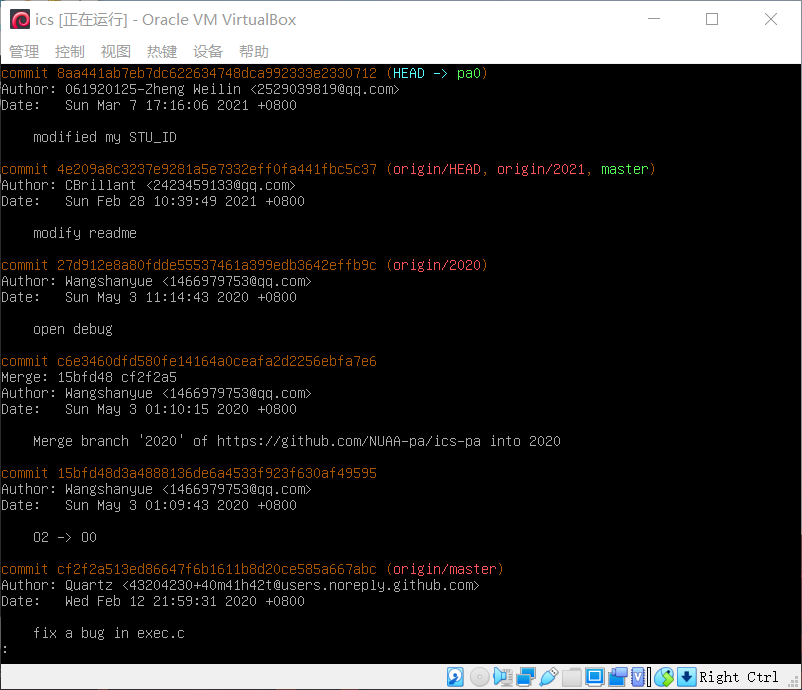 ics [正在运行] - Oracle VM VirtualBox
管理 控制 视图 热键 设备 帮助
commit 8aa441ab7eb7dc622634748dca992333e2330712 (HEAD -> pa0)
Author: 061920125-Zheng Weilin <2529039819@qq.com>
Date:   Sun Mar 7 17:16:06 2021 +0800
modified my STU_ID
commit 4e209a8c3237e9281a5e7332eff0fa441fbc5c37 (origin/HEAD, origin/2021, master)
Author: CBrillant <2423459133@qq.com>
Date:   Sun Feb 28 10:39:49 2021 +0800
modify readme
commit 27d912e8a80fdde55537461a399edb3642effb9c (origin/2020)
Author: Wangshanyue <1466979753@qq.com>
Date:   Sun May 3 11:14:43 2020 +0800
open debug
commit c6e3460dfd580fe14164a0ceafa2d2256ebfa7e6
Merge: 15bfd48 cf2f2a5
Author: Wangshanyue <1466979753@qq.com>
Date:   Sun May 3 01:10:15 2020 +0800
Merge branch '2020' of https://github.com/NUAA-pa/ics-pa into 2020
commit 15bfd48d3a4888136de6a4533f923f630af49595
Author: Wangshanyue <1466979753@qq.com>
Date:   Sun May 3 01:09:43 2020 +0800
O2 -> O0
commit cf2f2a513ed86647f6b1611b8d20ce585a667abc (origin/master)
Author: Quartz <43204230+40m41h42t@users.noreply.github.com>
Date:   Wed Feb 12 21:59:31 2020 +0800
fix a bug in exec.c
:
Right Ctrl